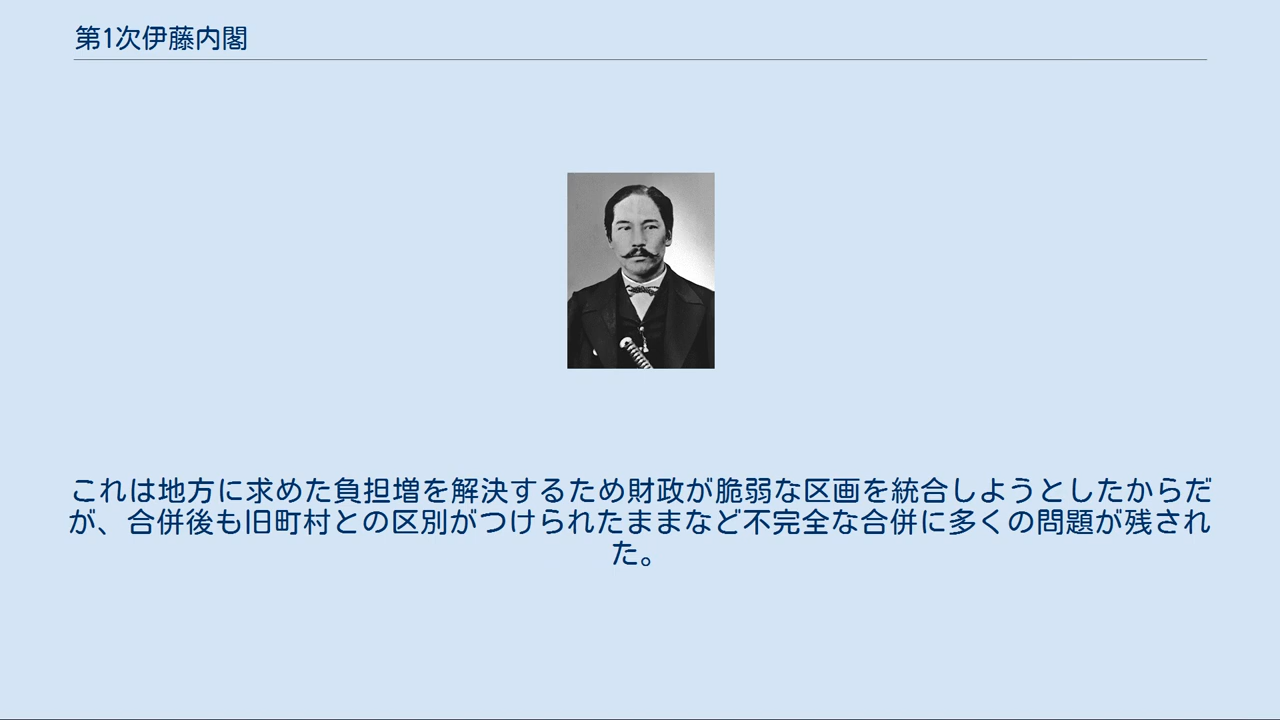 第1次伊藤内閣
これは地方に求めた負担増を解決するため財政が脆弱な区画を統合しようとしたからだ
が、合併後も旧町村との区別がつけられたままなど不完全な合併に多くの問題が残され
た。